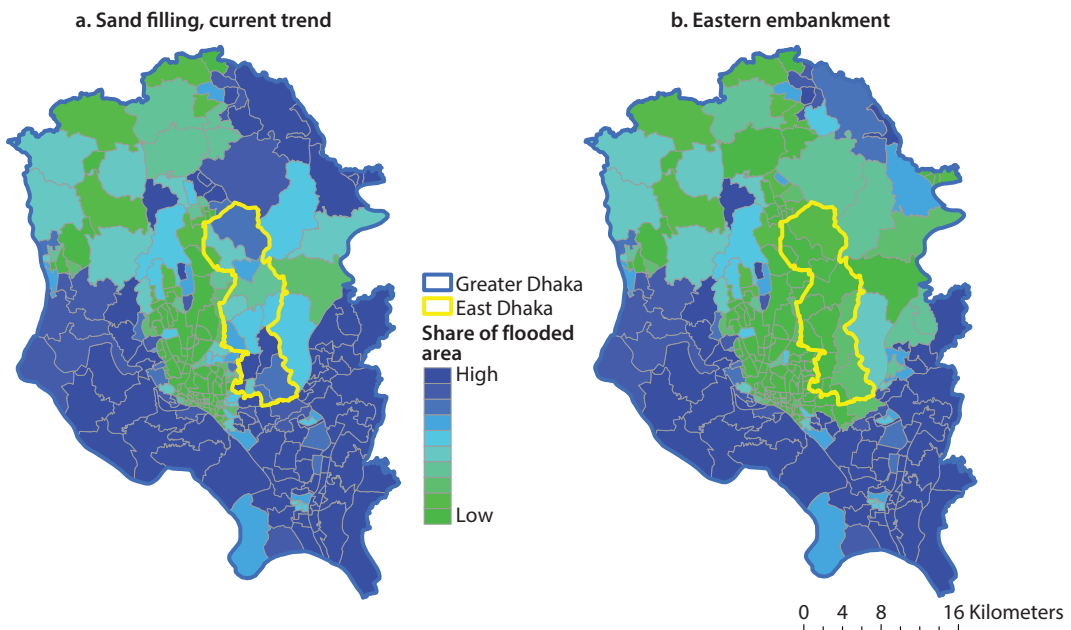 a. Sand filling, current trend
b. Eastern embankment
Greater Dhaka
East Dhaka
Share of flooded
area
High
Low
0 4 8 16 Kilometers